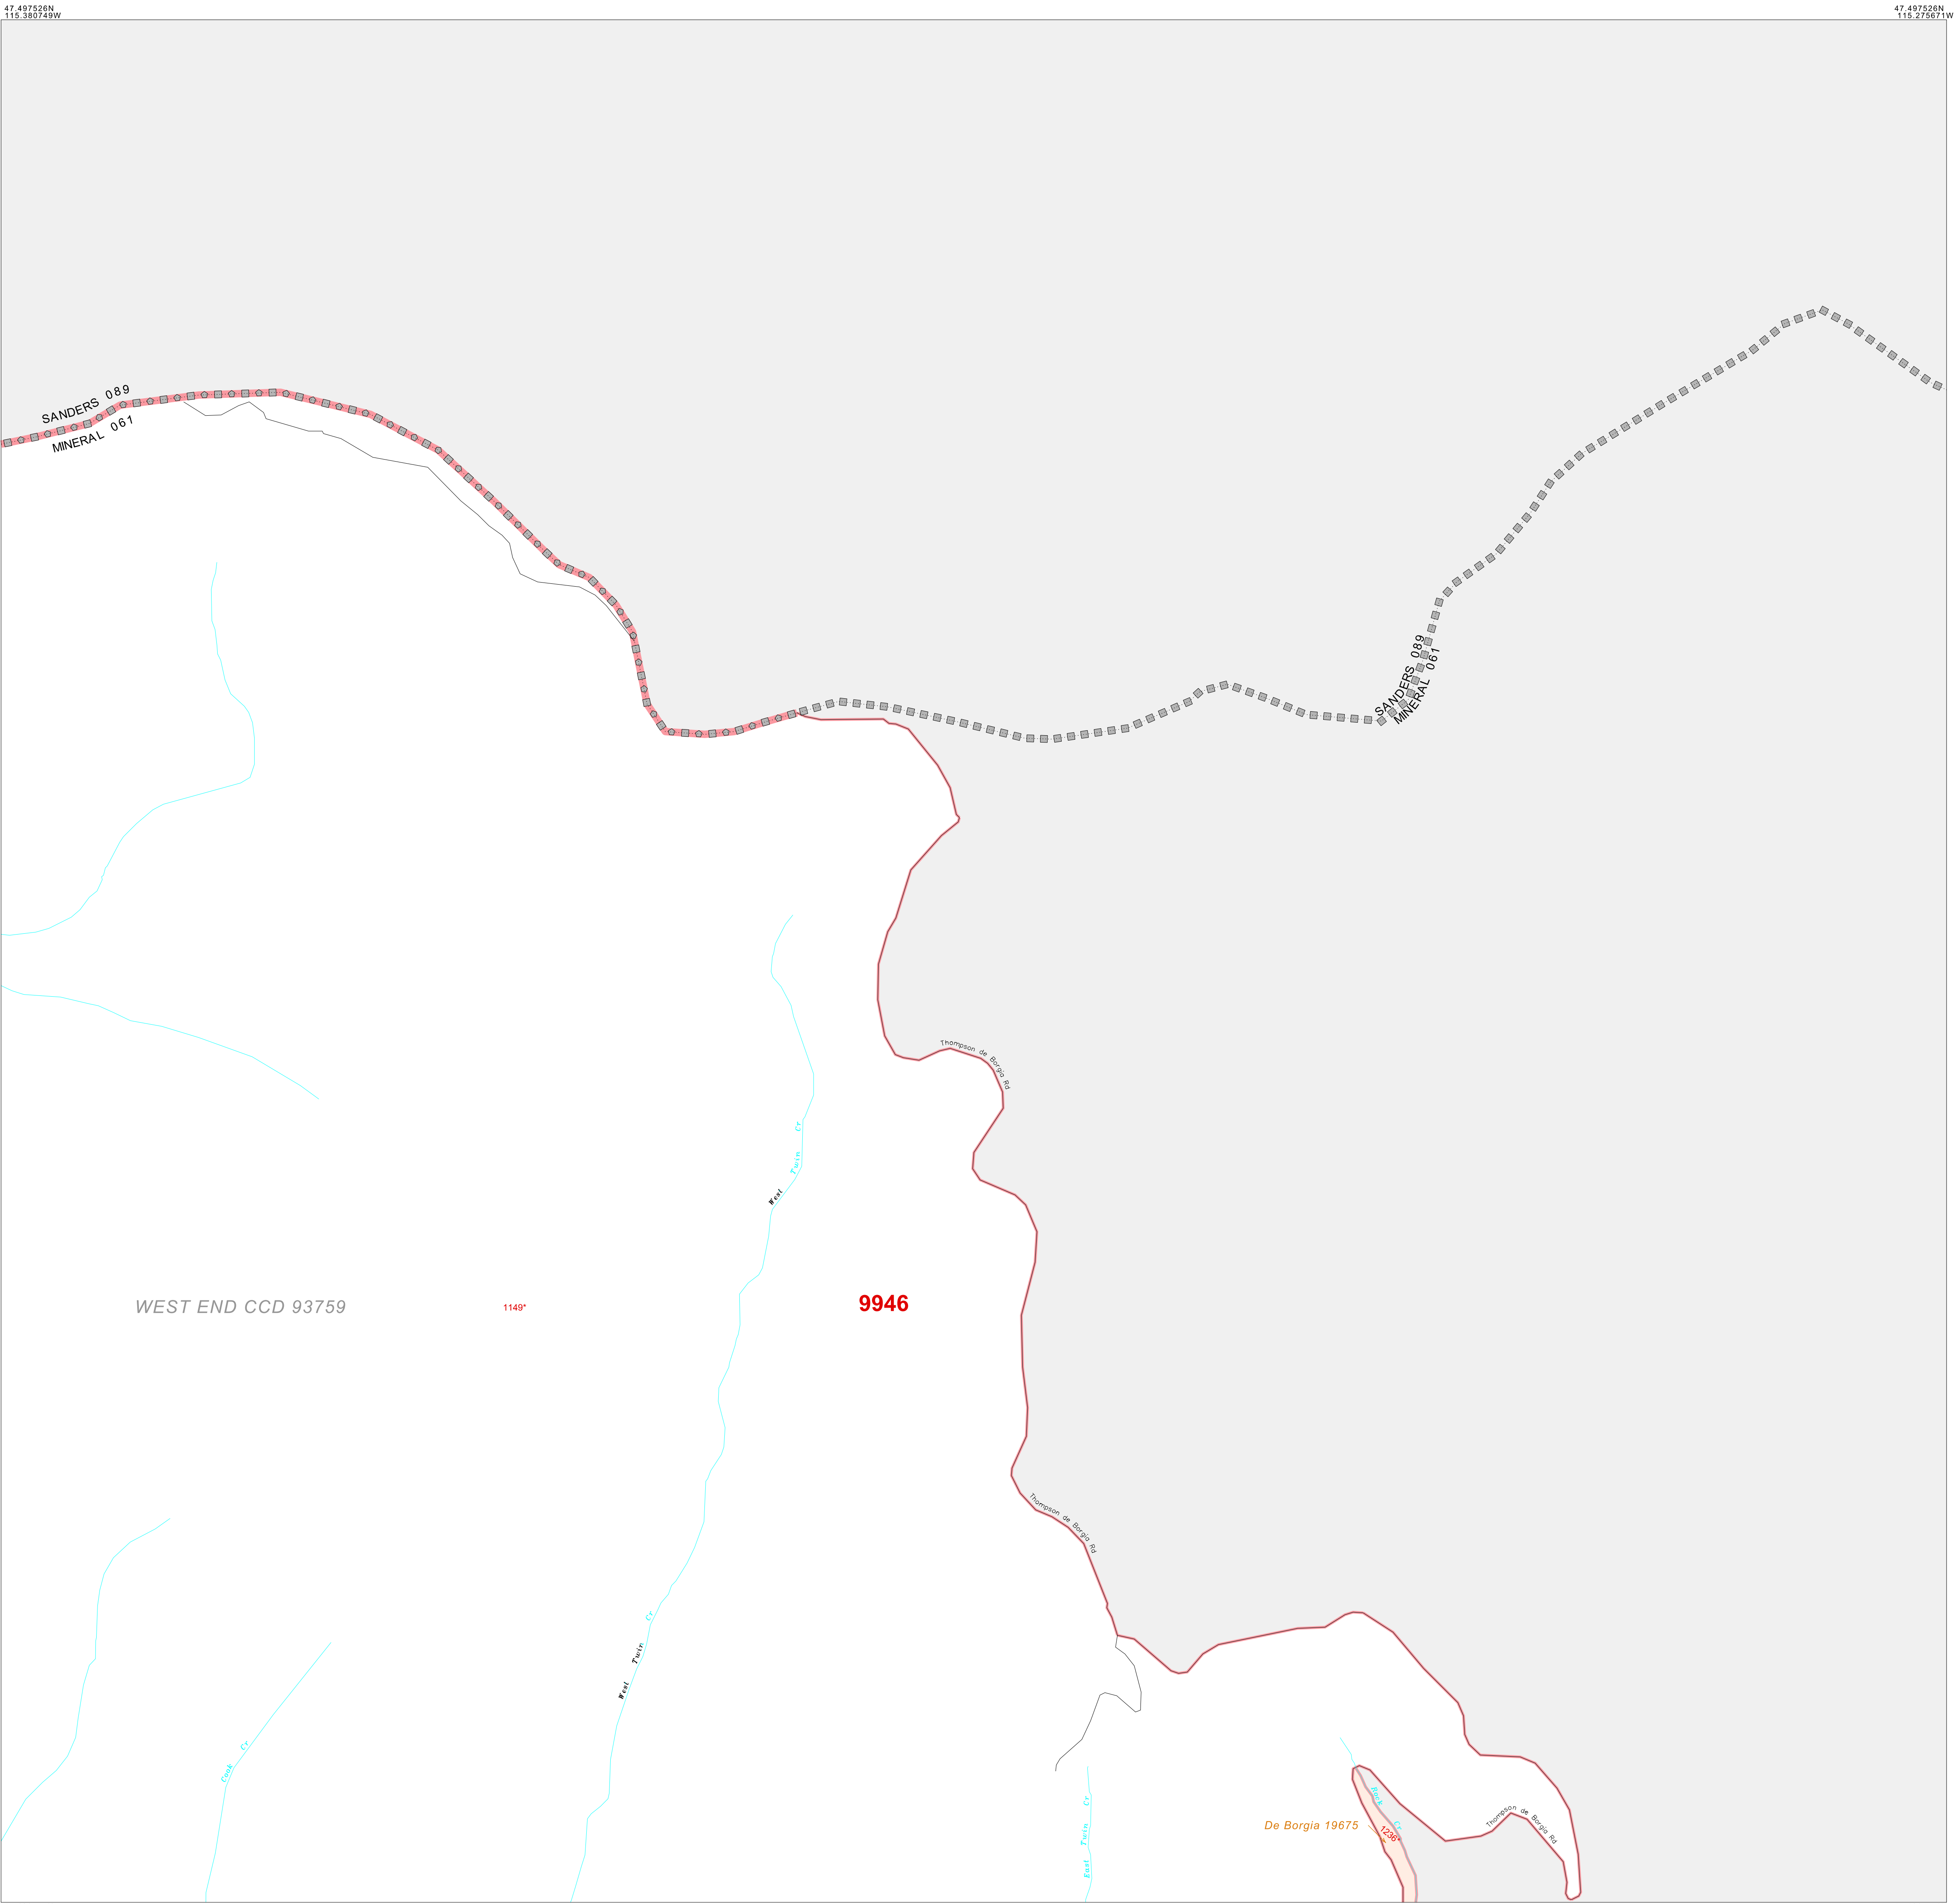 47.497526N
115.380749W
47.497526N
115.275671W
SANDERS 089
MINERAL 061
SANDERS 089
MINERAL 061
Thompson de Borgia Rd
West Twin Cr
WEST END CCD 93759
1149*
9946
Thompson de Borgia Rd
West Twin Cr
Cook Cr
East Twin Cr
Rock Cr
De Borgia 19675
1236*
Thompson de Borgia Rd